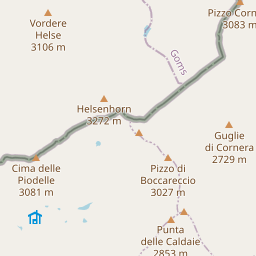 Vordere
Helse
3106 m
Pizzo Corn
3083 m
Goms
Helsenhorn
3272 m
Guglie
di Cornera
2729 m
Cima delle
Piodelle
3081 m
Pizzo di
Boccareccio
3027 m
Punta
delle Caldaie
2853 m